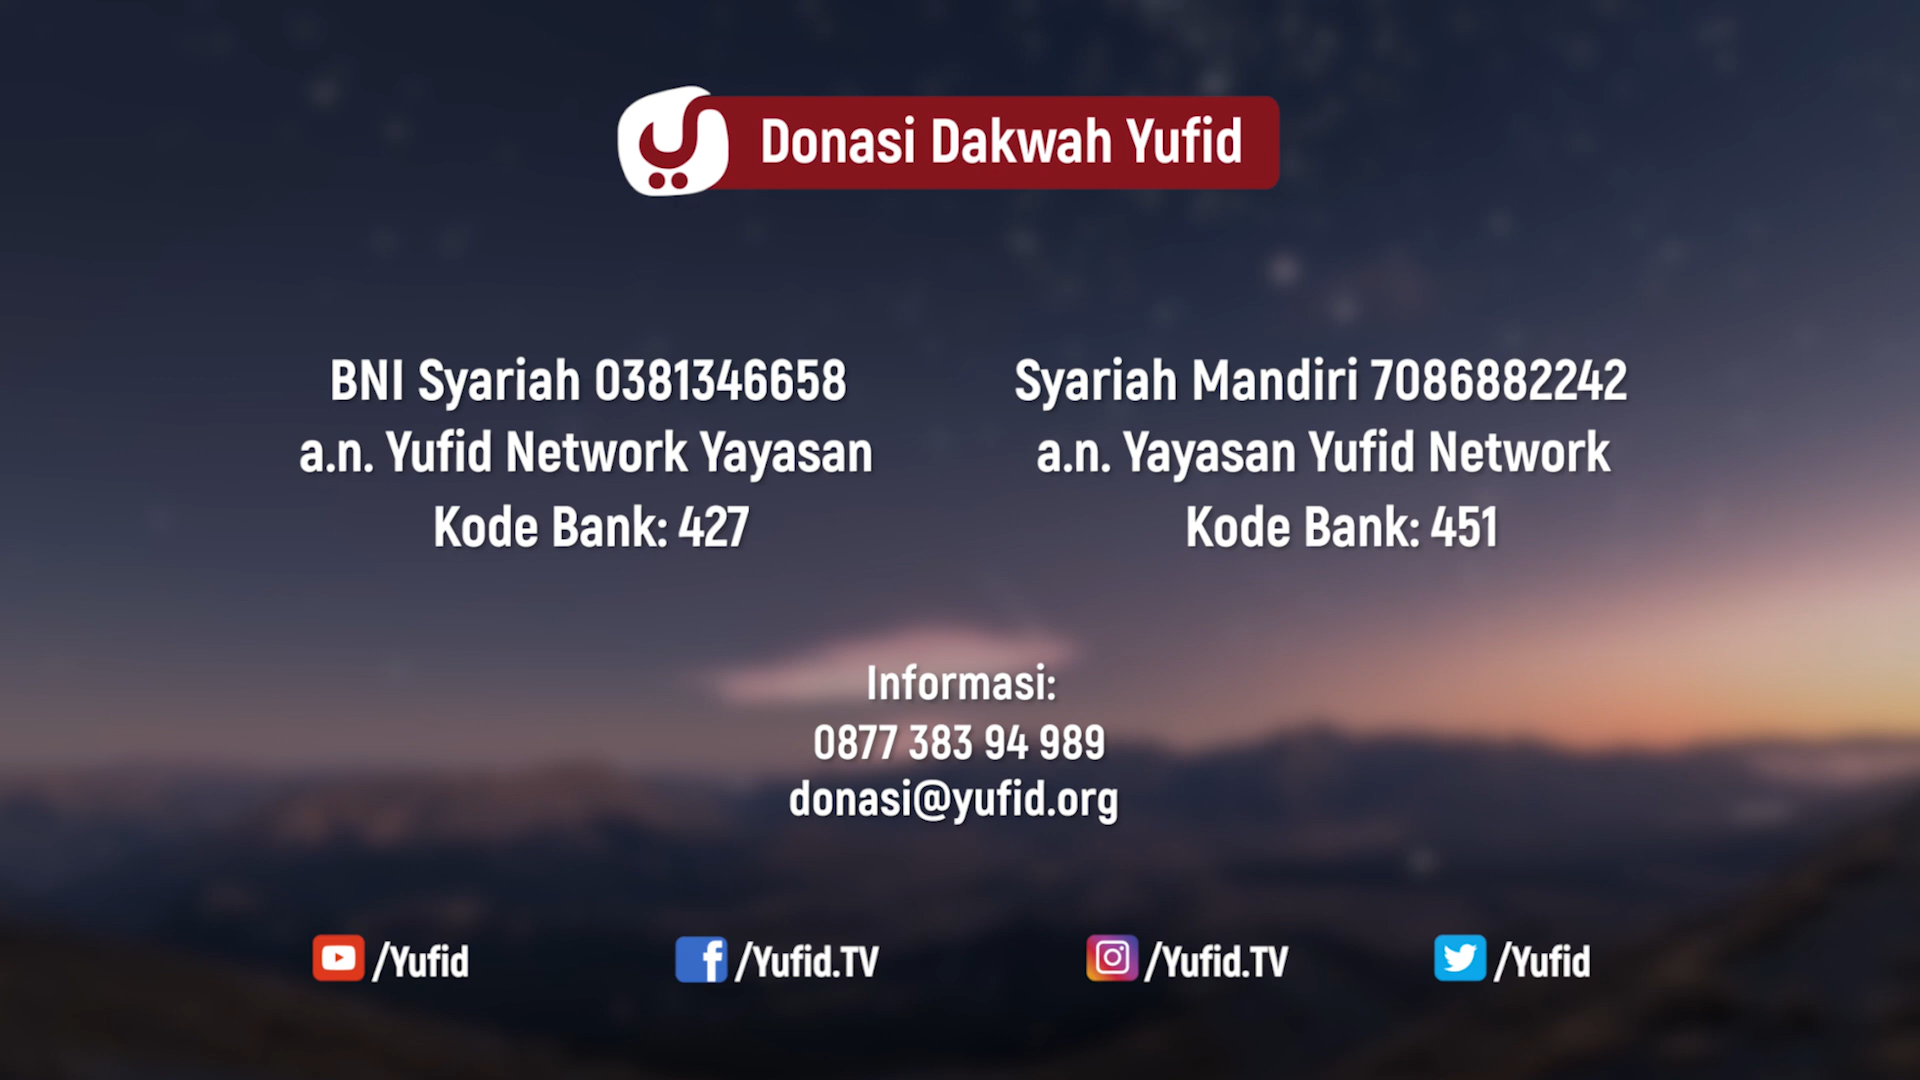 Donasi Dakwah Yufid
BNI Syariah 0381346658
a.n. Yufid Network Yayasan
Kode Bank: 427
Syariah Mandiri 7086882242
a.n. Yayasan Yufid Network
Kode Bank: 451
Informasi:
0877 383 94 989
donasi@yufid.org
/Yufid
/Yufid.TV
/Yufid.TV
/Yufid